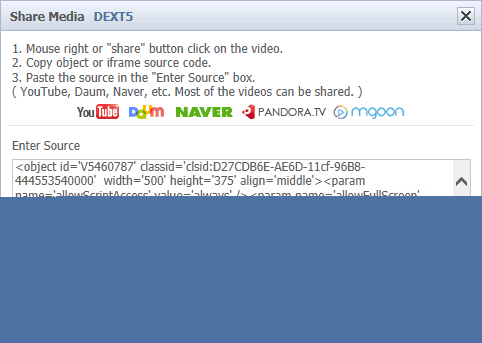 Share Media DEXT5
1. Mouse right or "share" button click on the video.
2. Copy object or iframe source code.
3. Paste the source in the "Enter Source" box.
( YouTube, Daum, Naver, etc. Most of the videos can be shared. )
YouTube Daum NAVER PANDORA.TV mgoon
Enter Source
<object id='V5460787' classid='clsid:D27CDB6E-AE6D-11cf-96B8-
444553540000' width='500' height='375' align='middle'><param
name='allowScriptAccess' value='always' /><param name='allowFullScreen'